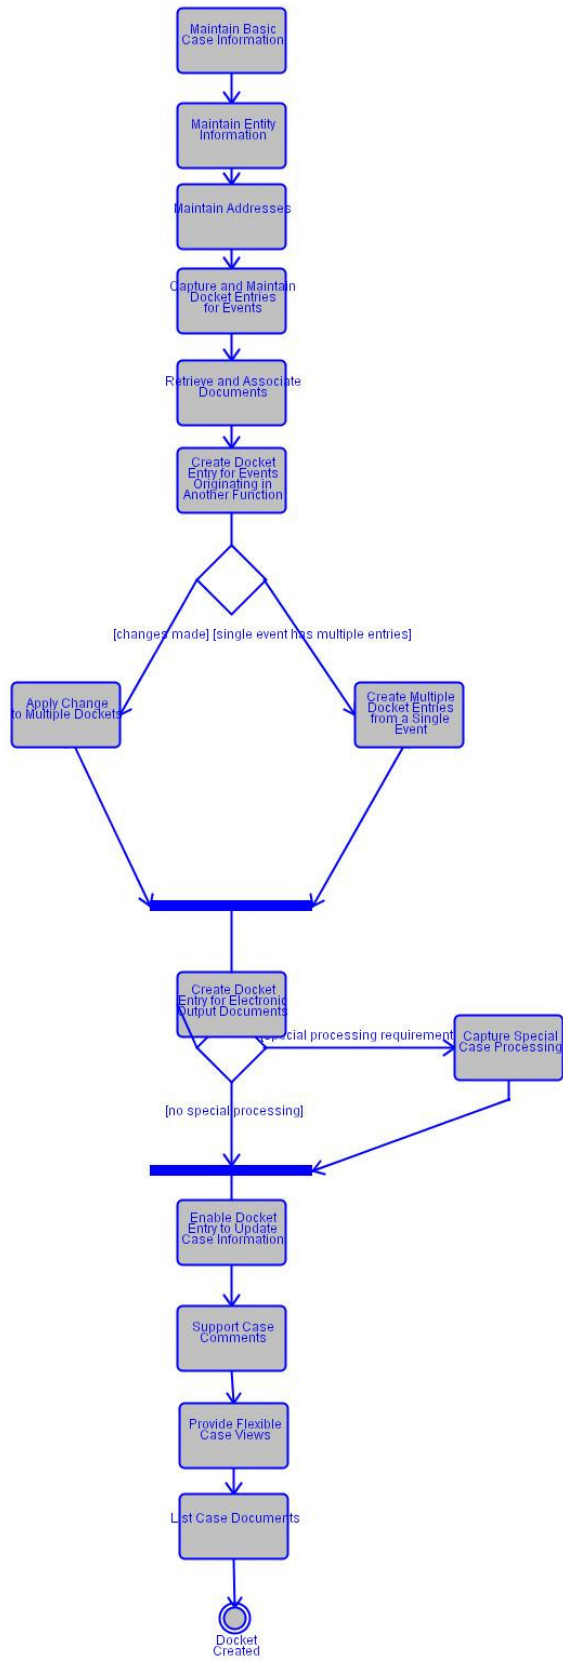 Maintain Basic
Case Information
Maintain Entity
Information
Maintain Addresses
Capture and Maintain
Docket Entries
for Events
Retrieve and Associate
Documents
Create Docket
Entry for Events
Originating in
Another Function
[changes made] [single event has multiple entries]
Apply Change
to Multiple Dockets
Create Multiple
Docket Entries
from a Single
Event
Create Docket
Entry for Electronic
Output Documents
[special processing requirement
Capture Special
Case Processing
[no special processing]
Enable Docket
Entry to Update
Case Information
Support Case
Comments
Provide Flexible
Case Views
List Case Documents
Docket
Created